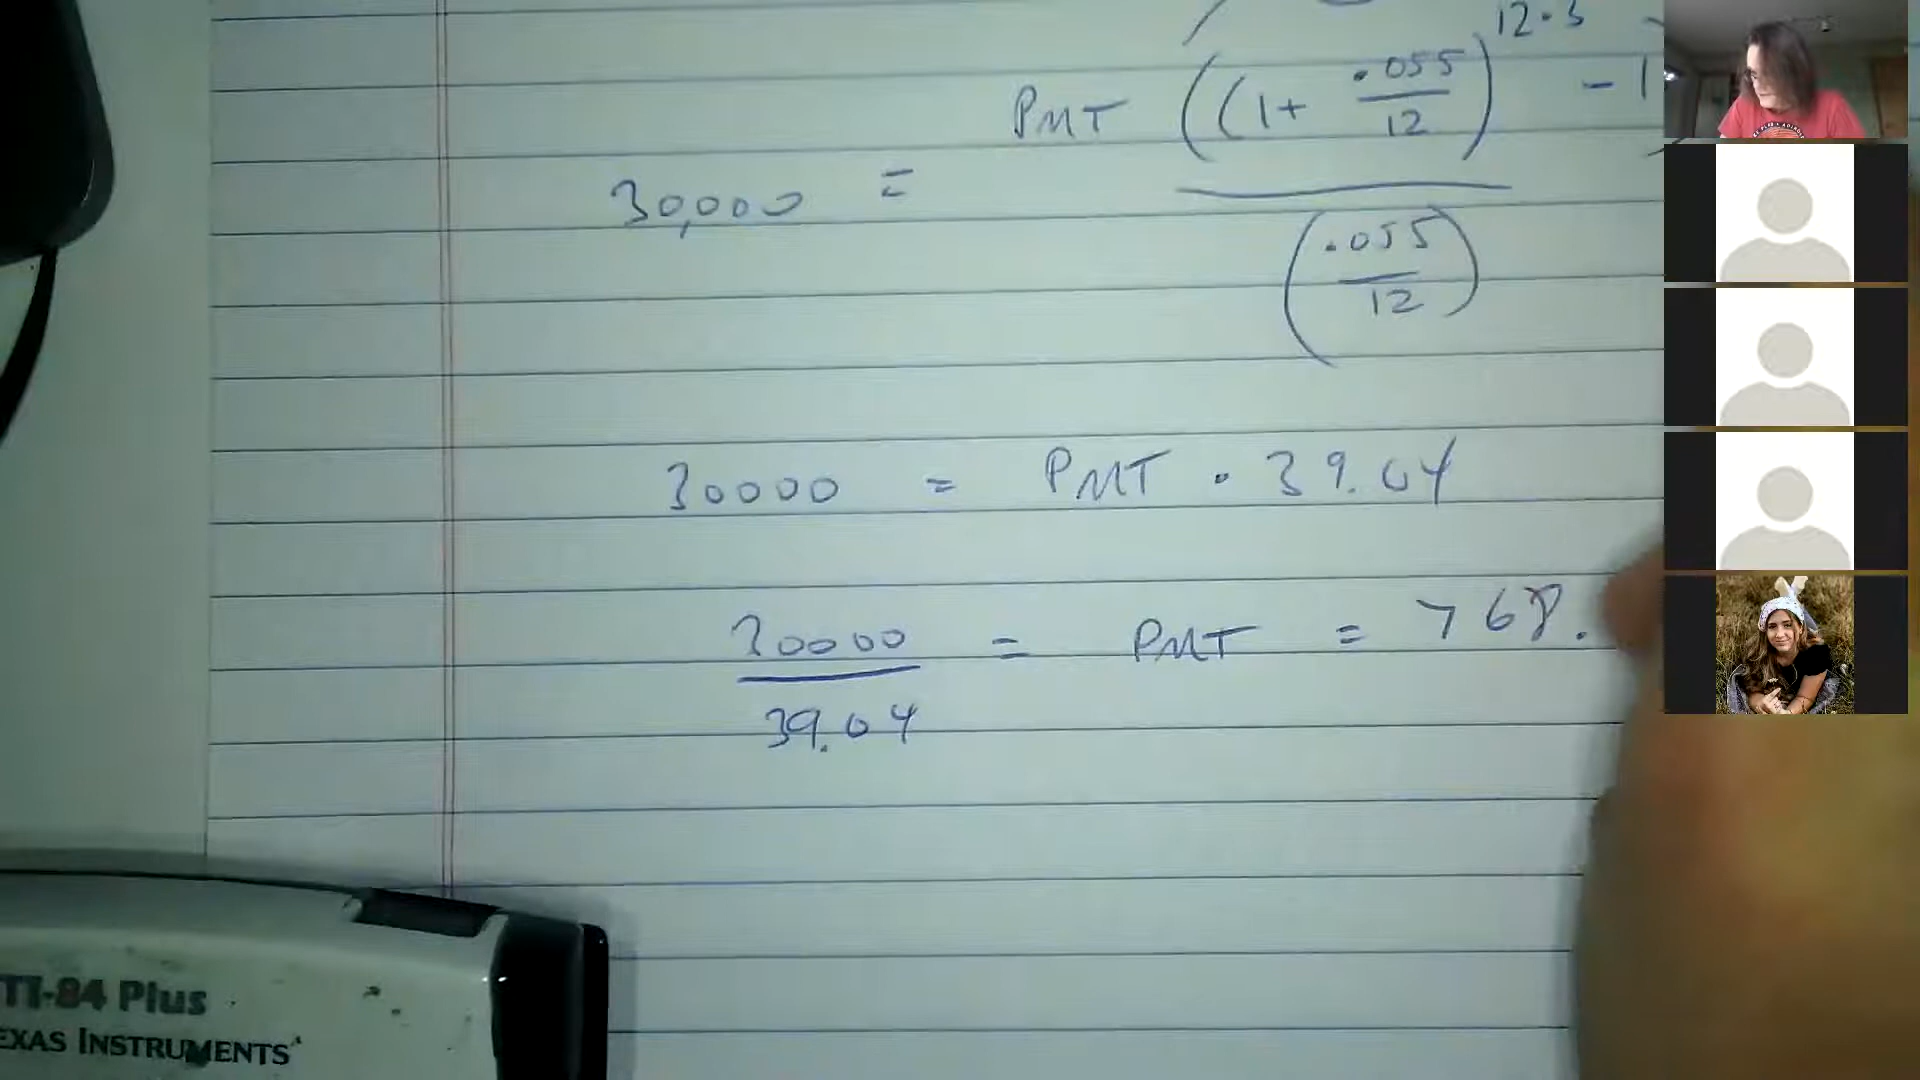 12·3
PMT ((1+ .055/12) - 1
30,000 =
(.055/12)
30000 = PMT · 39.04
30000/39.04 = PMT = 768.
TI-84 Plus
EXAS INSTRUMENTS